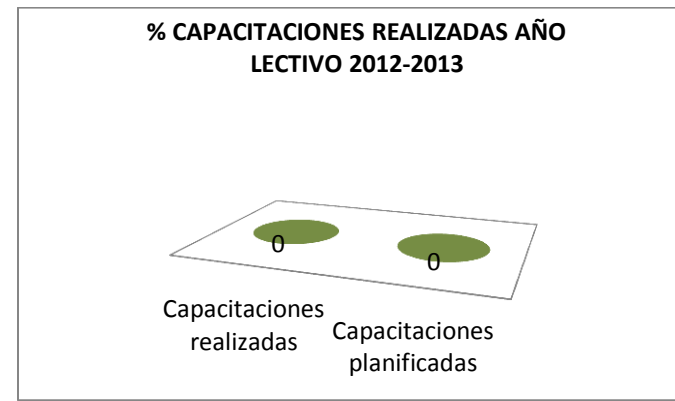 % CAPACITACIONES REALIZADAS AÑO
LECTIVO 2012-2013
0
0
Capacitaciones
realizadas
Capacitaciones
planificadas